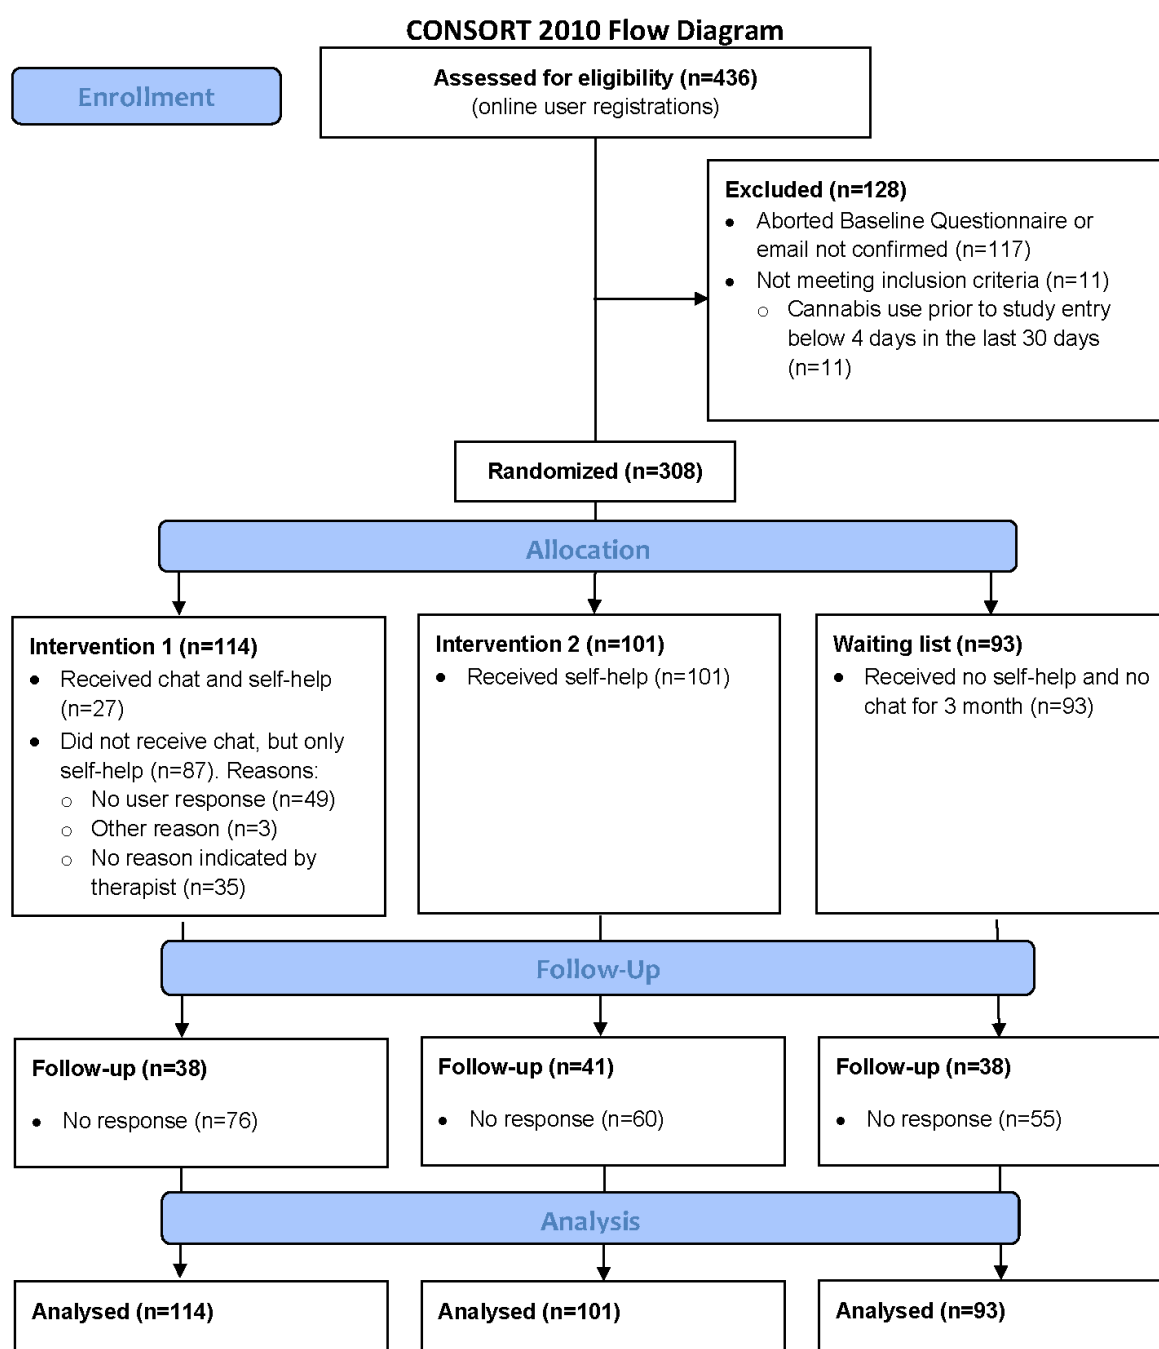 CONSORT 2010 Flow Diagram
Enrollment
Assessed for eligibility (n=436)
(online user registrations)
Excluded (n=128)
• Aborted Baseline Questionnaire or
email not confirmed (n=117)
• Not meeting inclusion criteria (n=11)
○ Cannabis use prior to study entry
below 4 days in the last 30 days
(n=11)
Randomized (n=308)
Allocation
Intervention 1 (n=114)
• Received chat and self-help
(n=27)
• Did not receive chat, but only
self-help (n=87). Reasons:
○ No user response (n=49)
○ Other reason (n=3)
○ No reason indicated by
therapist (n=35)
Intervention 2 (n=101)
• Received self-help (n=101)
Waiting list (n=93)
• Received no self-help and no
chat for 3 month (n=93)
Follow-Up
Follow-up (n=38)
• No response (n=76)
Follow-up (n=41)
• No response (n=60)
Follow-up (n=38)
• No response (n=55)
Analysis
Analysed (n=114)
Analysed (n=101)
Analysed (n=93)